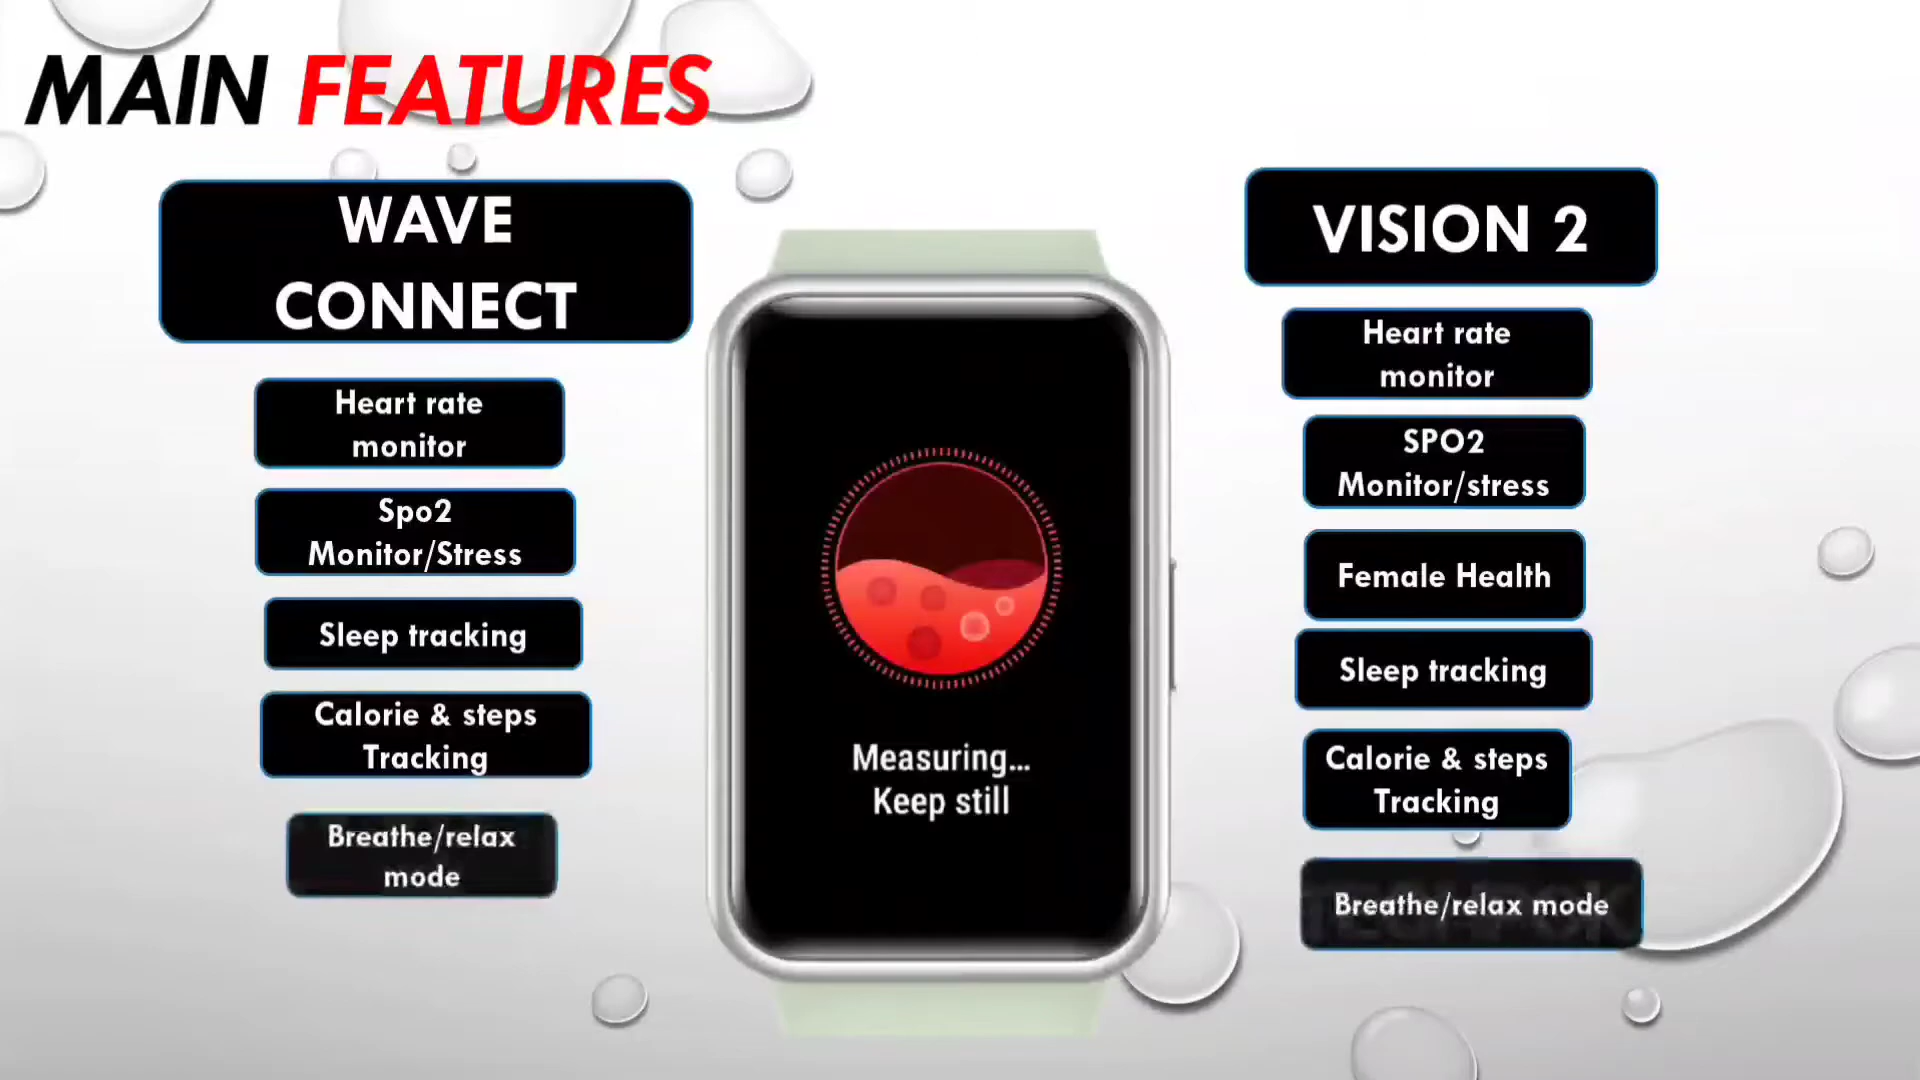 MAIN FEATURES
WAVE
CONNECT
Heart rate
monitor
Spo2
Monitor/Stress
Sleep tracking
Calorie & steps
Tracking
Breathe/relax
mode
Measuring...
Keep still
VISION 2
Heart rate
monitor
SPO2
Monitor/stress
Female Health
Sleep tracking
Calorie & steps
Tracking
Breathe/relax mode